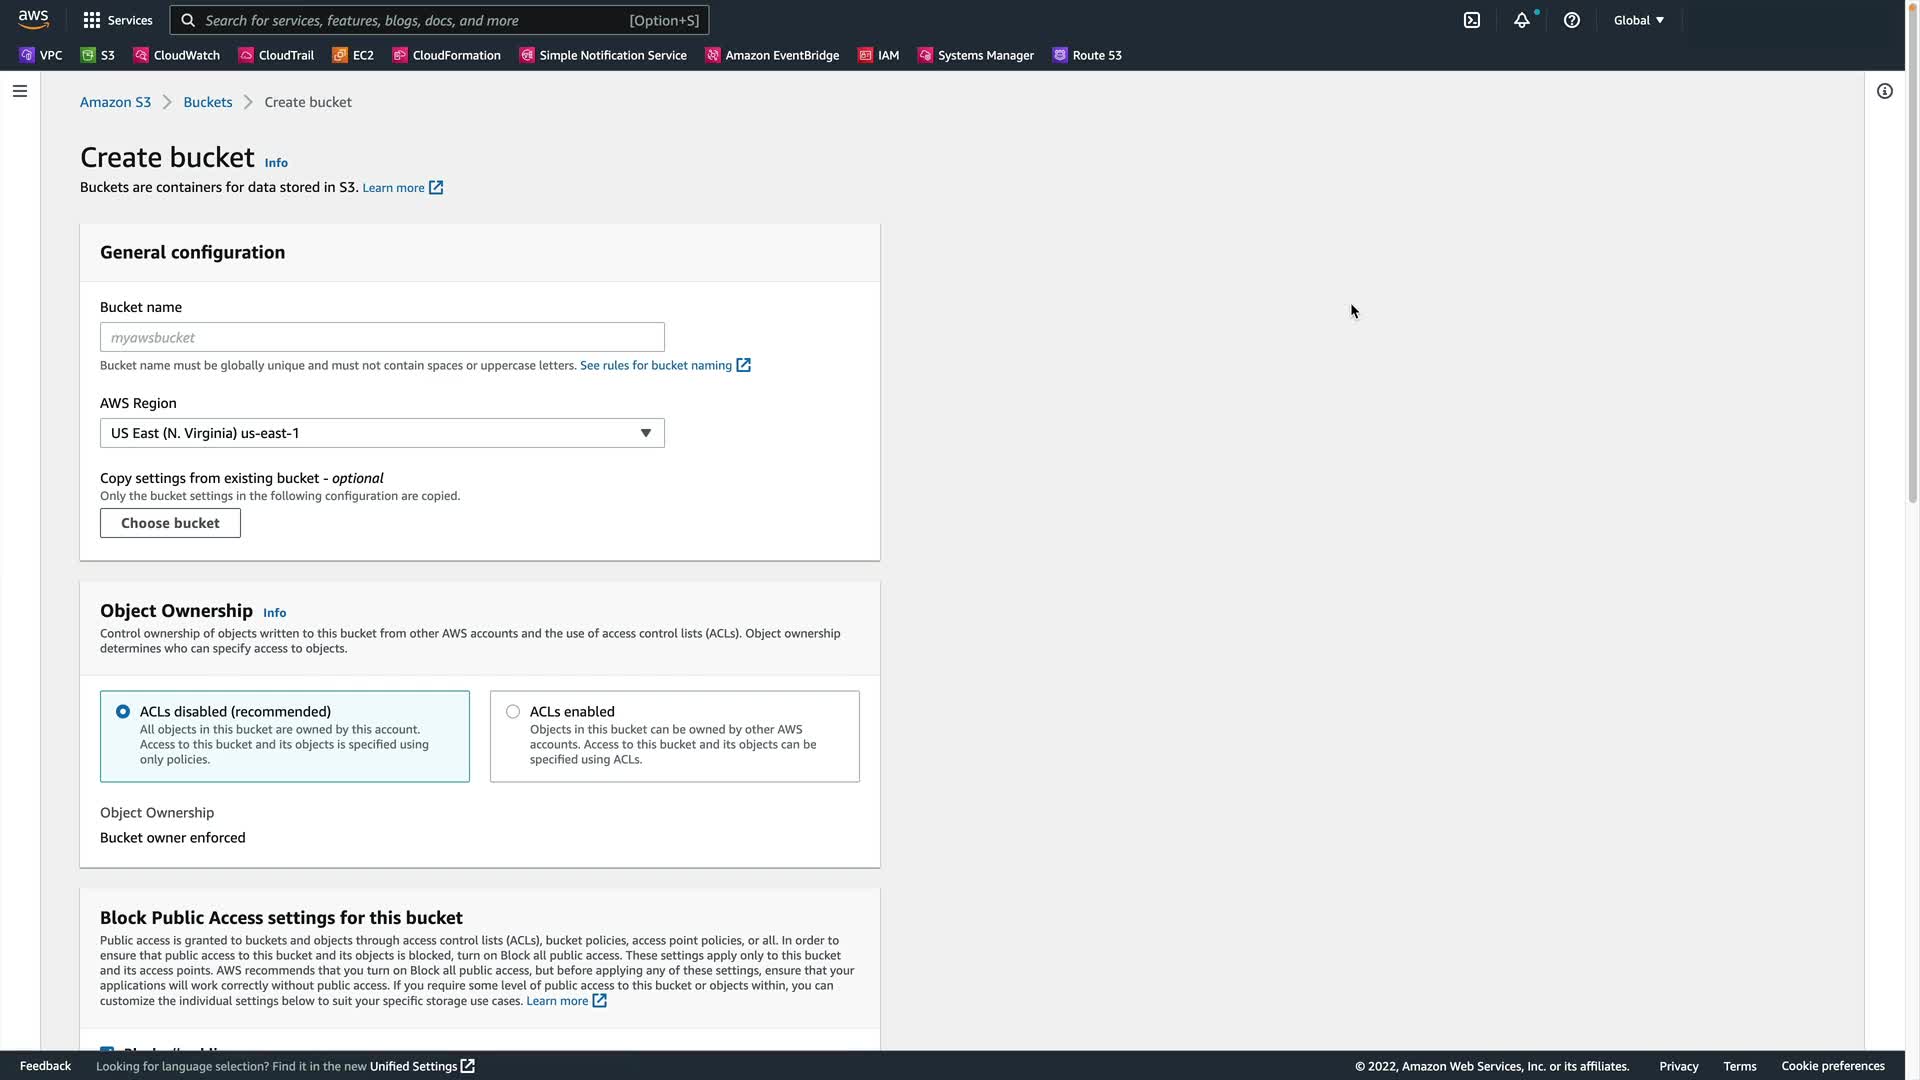 aws
Services
Search for services, features, blogs, docs, and more
[Option+S]
Global
VPC
S3
CloudWatch
CloudTrail
EC2
CloudFormation
Simple Notification Service
Amazon EventBridge
IAM
Systems Manager
Route 53
Amazon S3
Buckets
Create bucket
Create bucket Info
Buckets are containers for data stored in S3. Learn more
General configuration
Bucket name
myawsbucket
Bucket name must be globally unique and must not contain spaces or uppercase letters. See rules for bucket naming
AWS Region
US East (N. Virginia) us-east-1
Copy settings from existing bucket - optional
Only the bucket settings in the following configuration are copied.
Choose bucket
Object Ownership Info
Control ownership of objects written to this bucket from other AWS accounts and the use of access control lists (ACLs). Object ownership
determines who can specify access to objects.
ACLs disabled (recommended)
All objects in this bucket are owned by this account.
Access to this bucket and its objects is specified using
only policies.
ACLs enabled
Objects in this bucket can be owned by other AWS
accounts. Access to this bucket and its objects can be
specified using ACLs.
Object Ownership
Bucket owner enforced
Block Public Access settings for this bucket
Public access is granted to buckets and objects through access control lists (ACLs), bucket policies, access point policies, or all. In order to
ensure that public access to this bucket and its objects is blocked, turn on Block all public access. These settings apply only to this bucket
and its access points. AWS recommends that you turn on Block all public access, but before applying any of these settings, ensure that your
applications will work correctly without public access. If you require some level of public access to this bucket or objects within, you can
customize the individual settings below to suit your specific storage use cases. Learn more
Feedback
Looking for language selection? Find it in the new Unified Settings
© 2022, Amazon Web Services, Inc. or its affiliates.
Privacy
Terms
Cookie preferences